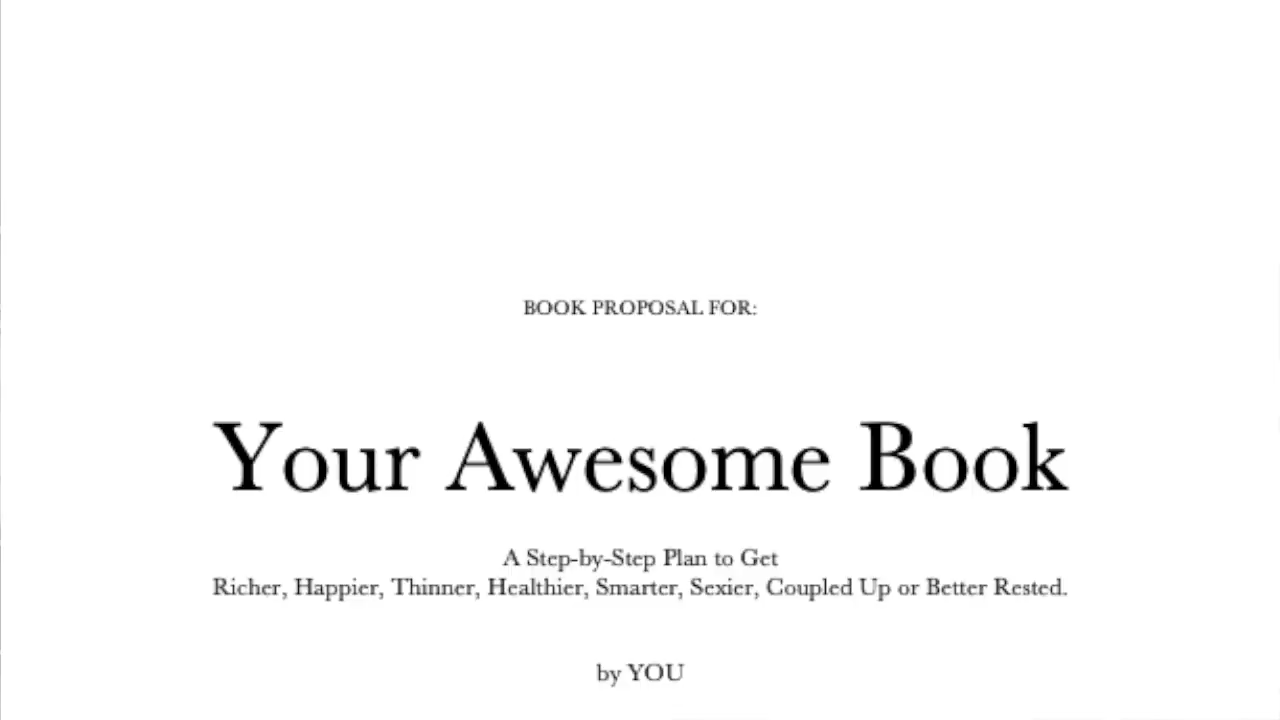 BOOK PROPOSAL FOR:
Your Awesome Book
A Step-by-Step Plan to Get
Richer, Happier, Thinner, Healthier, Smarter, Sexier, Coupled Up or Better Rested.
by YOU